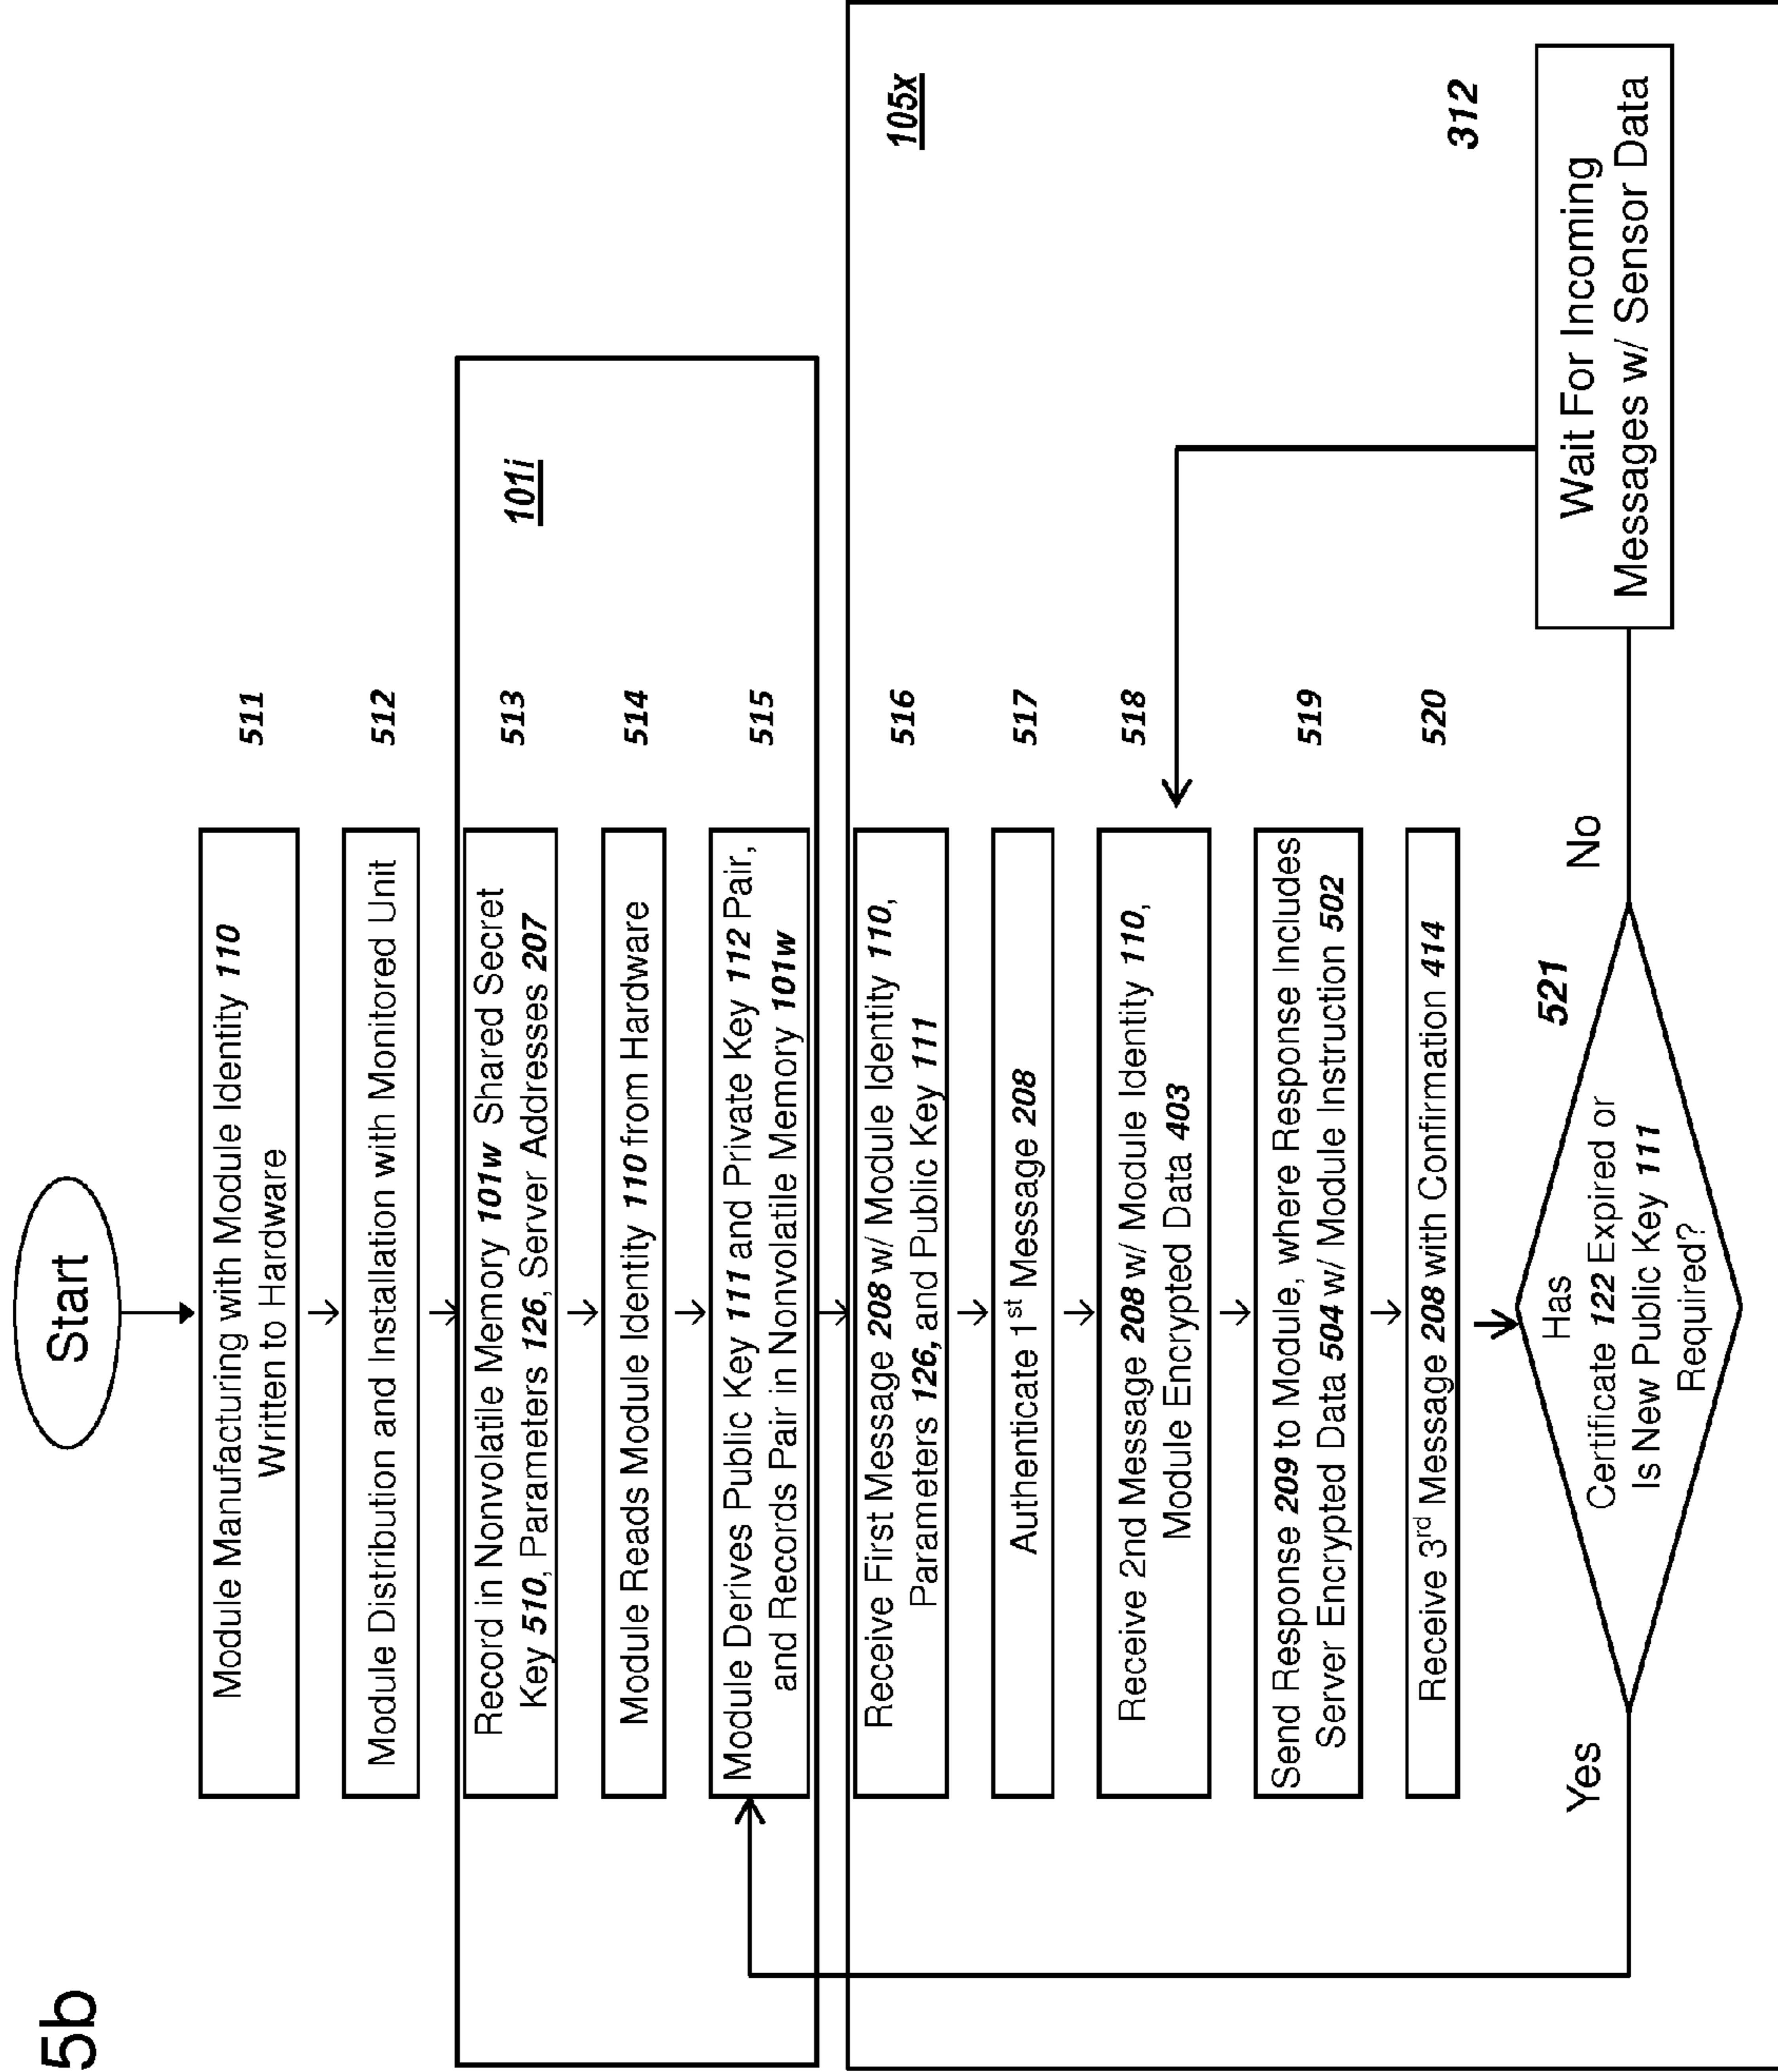 5b
Start
Module Manufacturing with Module Identity 110
Written to Hardware
511
Module Distribution and Installation with Monitored Unit
512
101i
Record in Nonvolatile Memory 101w Shared Secret
Key 510, Parameters 126, Server Addresses 207
513
Module Reads Module Identity 110 from Hardware
514
Module Derives Public Key 111 and Private Key 112 Pair,
and Records Pair in Nonvolatile Memory 101w
515
105x
Receive First Message 208 w/ Module Identity 110,
Parameters 126, and Public Key 111
516
Authenticate 1st Message 208
517
Receive 2nd Message 208 w/ Module Identity 110,
Module Encrypted Data 403
518
Send Response 209 to Module, where Response Includes
Server Encrypted Data 504 w/ Module Instruction 502
519
Receive 3rd Message 208 with Confirmation 414
520
521
Has
Certificate 122 Expired or
Is New Public Key 111
Required?
Yes
No
312
Wait For Incoming
Messages w/ Sensor Data